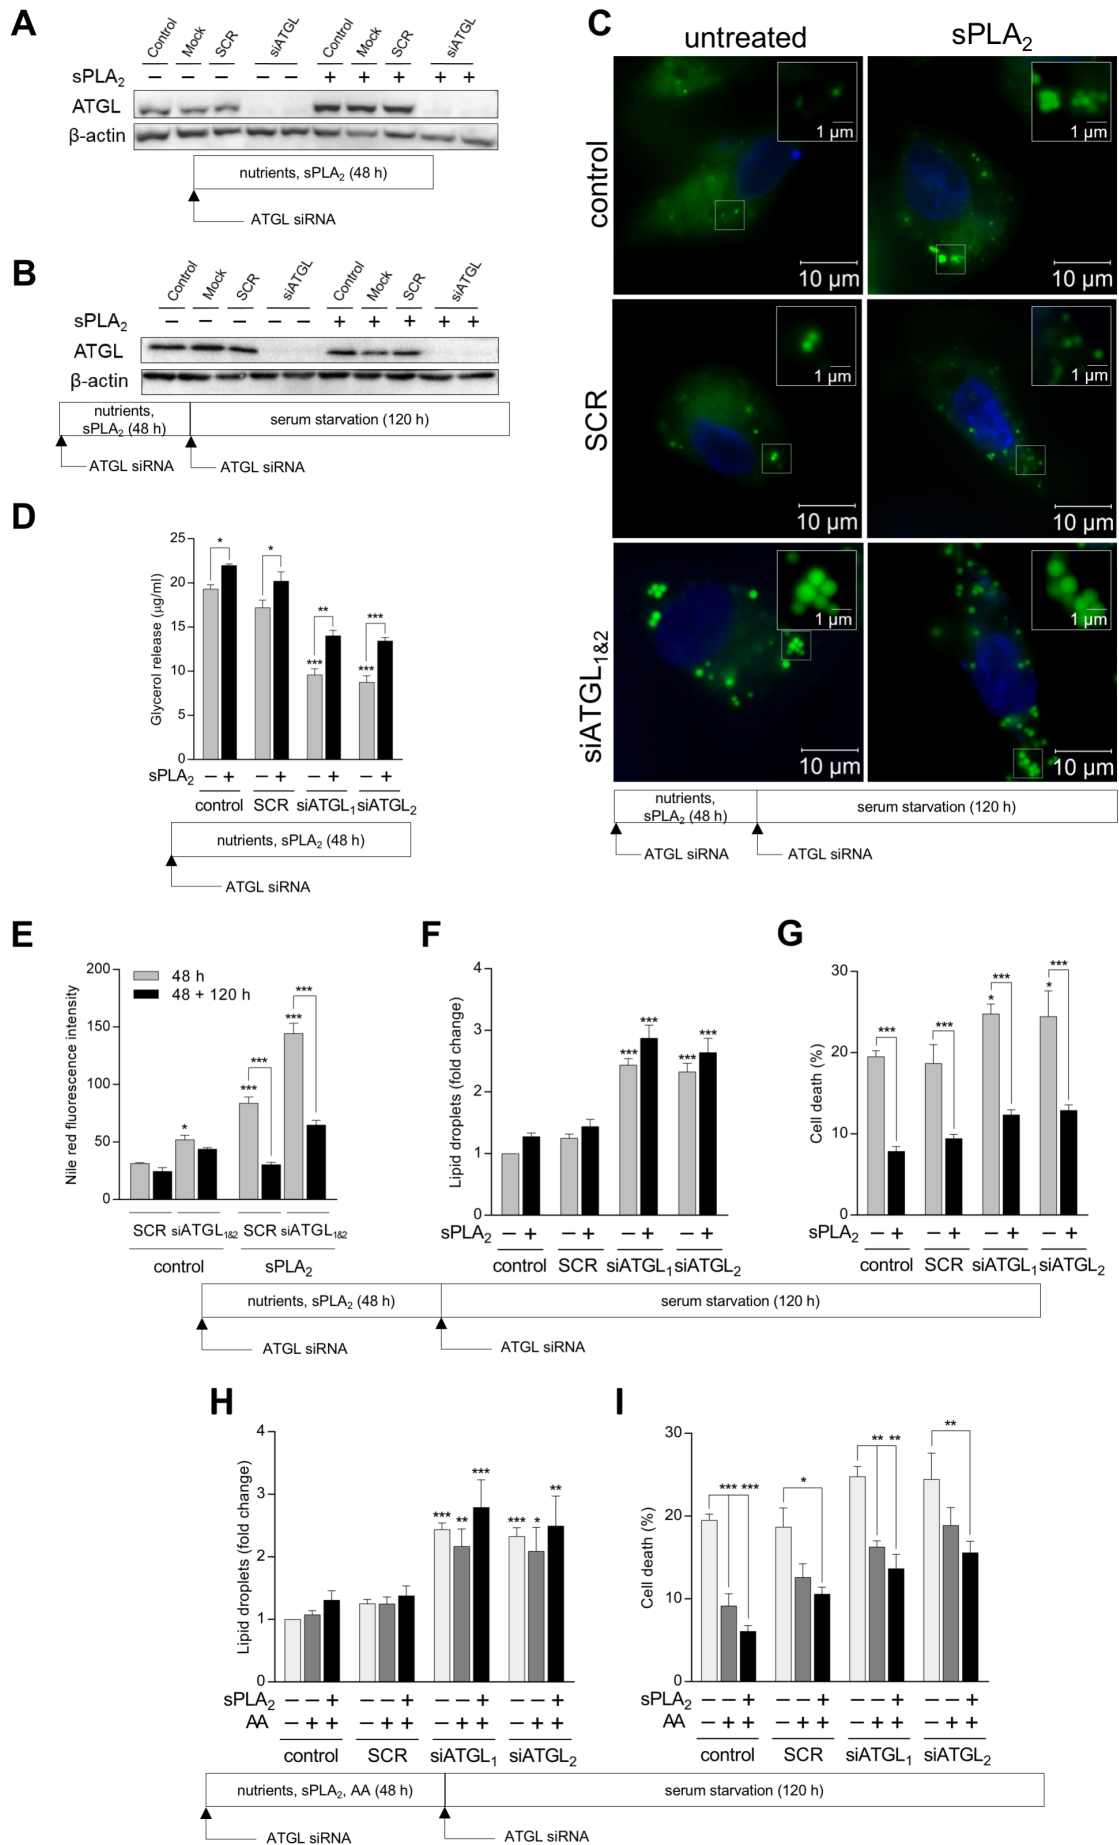 A
Control
Mock
SCR
siATGL
Control
Mock
SCR
siATGL
sPLA2 – – – – – + + + + +
ATGL
β-actin
nutrients, sPLA2 (48 h)
ATGL siRNA
B
Control
Mock
SCR
siATGL
Control
Mock
SCR
siATGL
sPLA2 – – – – – + + + + +
ATGL
β-actin
nutrients,
sPLA2 (48 h)
serum starvation (120 h)
ATGL siRNA
ATGL siRNA
C
untreated
sPLA2
control
1 µm
10 µm
1 µm
10 µm
SCR
1 µm
10 µm
1 µm
10 µm
siATGL1&2
1 µm
10 µm
1 µm
10 µm
nutrients,
sPLA2 (48 h)
serum starvation (120 h)
ATGL siRNA
ATGL siRNA
D
Glycerol release (µg/ml)
25
20
15
10
5
0
*
*
**
***
***
***
sPLA2 – + – + – + – +
control SCR siATGL1 siATGL2
nutrients, sPLA2 (48 h)
ATGL siRNA
E
Nile red fluorescence intensity
200
150
100
50
0
48 h
48 + 120 h
*
***
***
***
***
SCR siATGL1&2 SCR siATGL1&2
control sPLA2
F
Lipid droplets (fold change)
4
3
2
1
0
***
***
***
***
sPLA2 – + – + – + – +
control SCR siATGL1 siATGL2
G
Cell death (%)
30
20
10
0
***
***
*
***
*
***
sPLA2 – + – + – + – +
control SCR siATGL1 siATGL2
nutrients, sPLA2 (48 h)
serum starvation (120 h)
ATGL siRNA
ATGL siRNA
H
Lipid droplets (fold change)
4
3
2
1
0
***
**
***
***
*
**
sPLA2 – – + – – + – – + – – +
AA – + + – + + – + + – + +
control SCR siATGL1 siATGL2
I
Cell death (%)
30
20
10
0
*** ***
*
** **
**
sPLA2 – – + – – + – – + – – +
AA – + + – + + – + + – + +
control SCR siATGL1 siATGL2
nutrients, sPLA2, AA (48 h)
serum starvation (120 h)
ATGL siRNA
ATGL siRNA